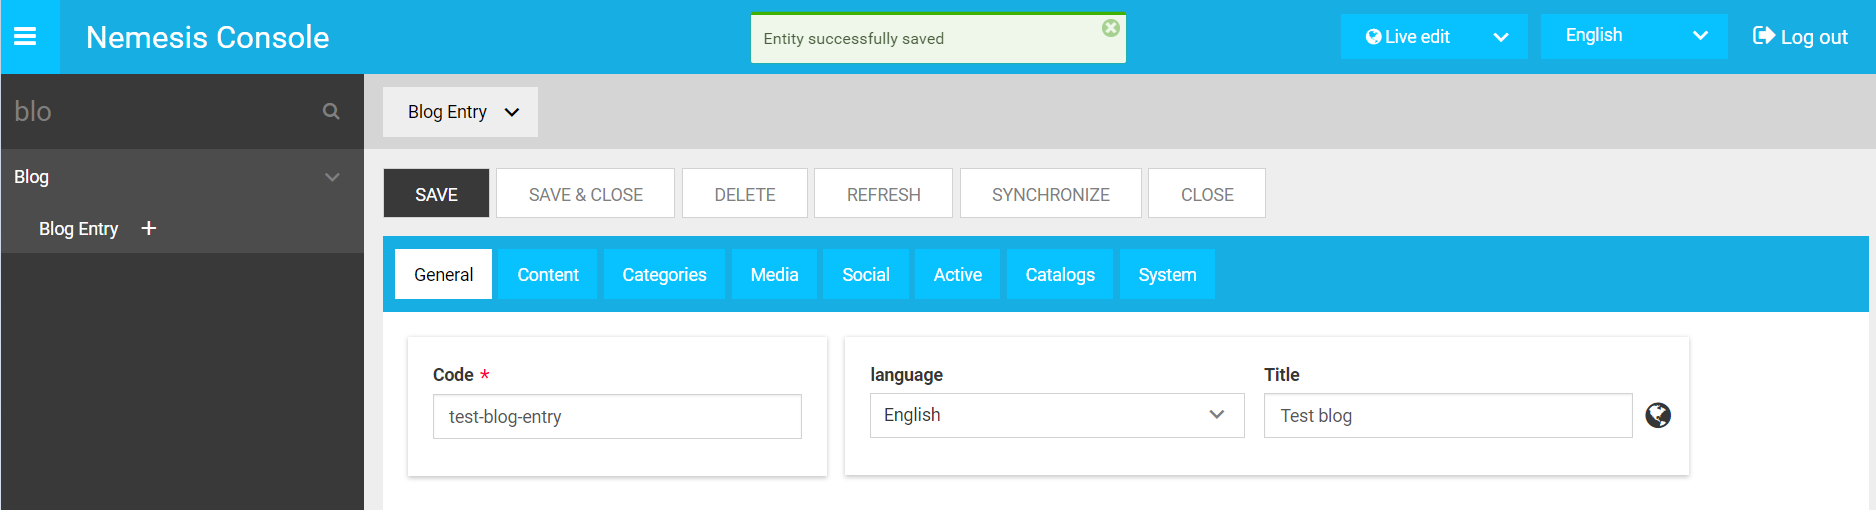 Nemesis Console
Entity successfully saved
Live edit
English
Log out
blo
Blog
Blog Entry +
Blog Entry
SAVE
SAVE & CLOSE
DELETE
REFRESH
SYNCHRONIZE
CLOSE
General
Content
Categories
Media
Social
Active
Catalogs
System
Code *
test-blog-entry
language
English
Title
Test blog